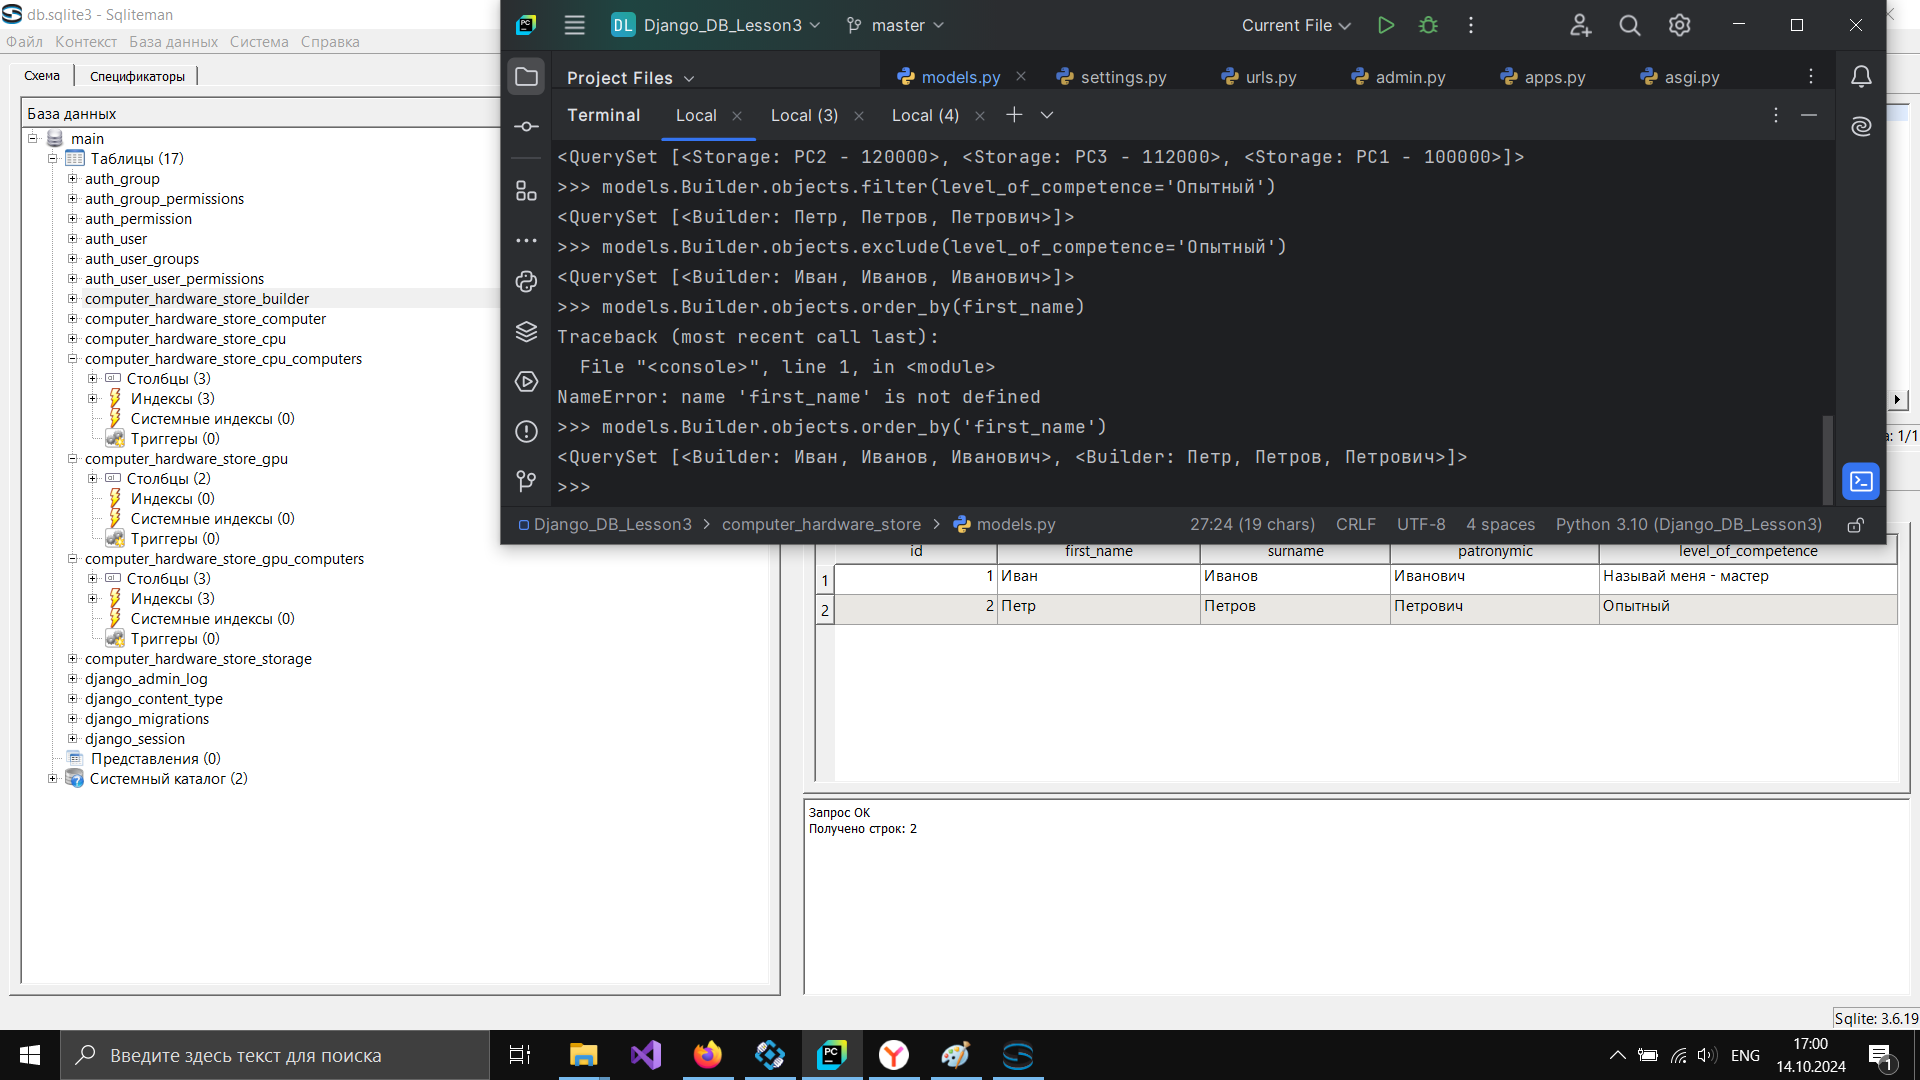 db.sqlite3 - Sqliteman
Файл Контекст База данных Система Справка
Схема Спецификаторы
База данных
main
Таблицы (17)
auth_group
auth_group_permissions
auth_permission
auth_user
auth_user_groups
auth_user_user_permissions
computer_hardware_store_builder
computer_hardware_store_computer
computer_hardware_store_cpu
computer_hardware_store_cpu_computers
Столбцы (3)
Индексы (3)
Системные индексы (0)
Триггеры (0)
computer_hardware_store_gpu
Столбцы (2)
Индексы (0)
Системные индексы (0)
Триггеры (0)
computer_hardware_store_gpu_computers
Столбцы (3)
Индексы (3)
Системные индексы (0)
Триггеры (0)
computer_hardware_store_storage
django_admin_log
django_content_type
django_migrations
django_session
Представления (0)
Системный каталог (2)
PC
DL Django_DB_Lesson3 master Current File
Project Files models.py settings.py urls.py admin.py apps.py asgi.py
Terminal Local Local (3) Local (4)
<QuerySet [<Storage: PC2 - 120000>, <Storage: PC3 - 112000>, <Storage: PC1 - 100000>]>
>>> models.Builder.objects.filter(level_of_competence='Опытный')
<QuerySet [<Builder: Петр, Петров, Петрович>]>
>>> models.Builder.objects.exclude(level_of_competence='Опытный')
<QuerySet [<Builder: Иван, Иванов, Иванович>]>
>>> models.Builder.objects.order_by(first_name)
Traceback (most recent call last):
File "<console>", line 1, in <module>
NameError: name 'first_name' is not defined
>>> models.Builder.objects.order_by('first_name')
<QuerySet [<Builder: Иван, Иванов, Иванович>, <Builder: Петр, Петров, Петрович>]>
>>>
Django_DB_Lesson3 computer_hardware_store models.py 27:24 (19 chars) CRLF UTF-8 4 spaces Python 3.10 (Django_DB_Lesson3)
а: 1/1
id first_name surname patronymic level_of_competence
1 1 Иван Иванов Иванович Называй меня - мастер
2 2 Петр Петров Петрович Опытный
Запрос OK
Получено строк: 2
Sqlite: 3.6.19
Введите здесь текст для поиска
PC
ENG
17:00
14.10.2024
1